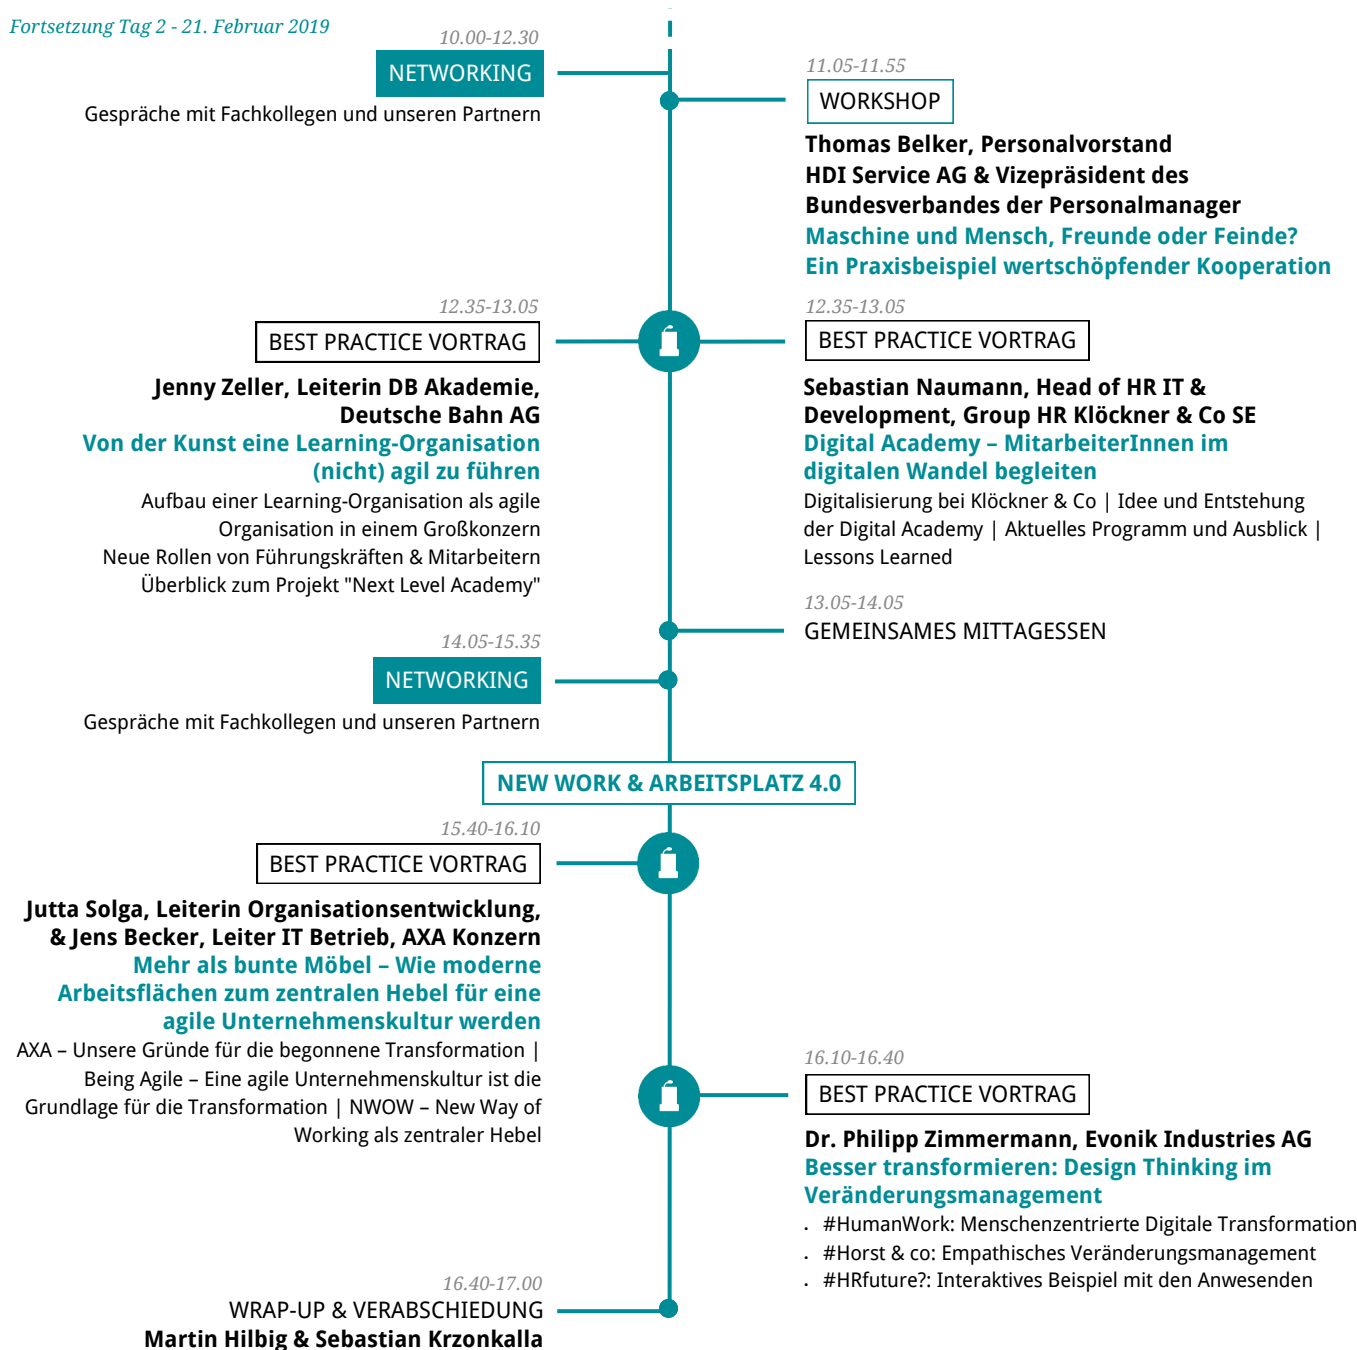 Fortsetzung Tag 2 - 21. Februar 2019
10.00-12.30
NETWORKING
Gespräche mit Fachkollegen und unseren Partnern
11.05-11.55
WORKSHOP
Thomas Belker, Personalvorstand
HDI Service AG & Vizepräsident des
Bundesverbandes der Personalmanager
Maschine und Mensch, Freunde oder Feinde?
Ein Praxisbeispiel wertschöpfender Kooperation
12.35-13.05
BEST PRACTICE VORTRAG
Jenny Zeller, Leiterin DB Akademie,
Deutsche Bahn AG
Von der Kunst eine Learning-Organisation
(nicht) agil zu führen
Aufbau einer Learning-Organisation als agile
Organisation in einem Großkonzern
Neue Rollen von Führungskräften & Mitarbeitern
Überblick zum Projekt "Next Level Academy"
12.35-13.05
BEST PRACTICE VORTRAG
Sebastian Naumann, Head of HR IT &
Development, Group HR Klöckner & Co SE
Digital Academy – MitarbeiterInnen im
digitalen Wandel begleiten
Digitalisierung bei Klöckner & Co | Idee und Entstehung
der Digital Academy | Aktuelles Programm und Ausblick |
Lessons Learned
13.05-14.05
GEMEINSAMES MITTAGESSEN
14.05-15.35
NETWORKING
Gespräche mit Fachkollegen und unseren Partnern
NEW WORK & ARBEITSPLATZ 4.0
15.40-16.10
BEST PRACTICE VORTRAG
Jutta Solga, Leiterin Organisationsentwicklung,
& Jens Becker, Leiter IT Betrieb, AXA Konzern
Mehr als bunte Möbel – Wie moderne
Arbeitsflächen zum zentralen Hebel für eine
agile Unternehmenskultur werden
AXA – Unsere Gründe für die begonnene Transformation |
Being Agile – Eine agile Unternehmenskultur ist die
Grundlage für die Transformation | NWOW – New Way of
Working als zentraler Hebel
16.10-16.40
BEST PRACTICE VORTRAG
Dr. Philipp Zimmermann, Evonik Industries AG
Besser transformieren: Design Thinking im
Veränderungsmanagement
· #HumanWork: Menschenzentrierte Digitale Transformation
· #Horst & co: Empathisches Veränderungsmanagement
· #HRfuture?: Interaktives Beispiel mit den Anwesenden
16.40-17.00
WRAP-UP & VERABSCHIEDUNG
Martin Hilbig & Sebastian Krzonkalla